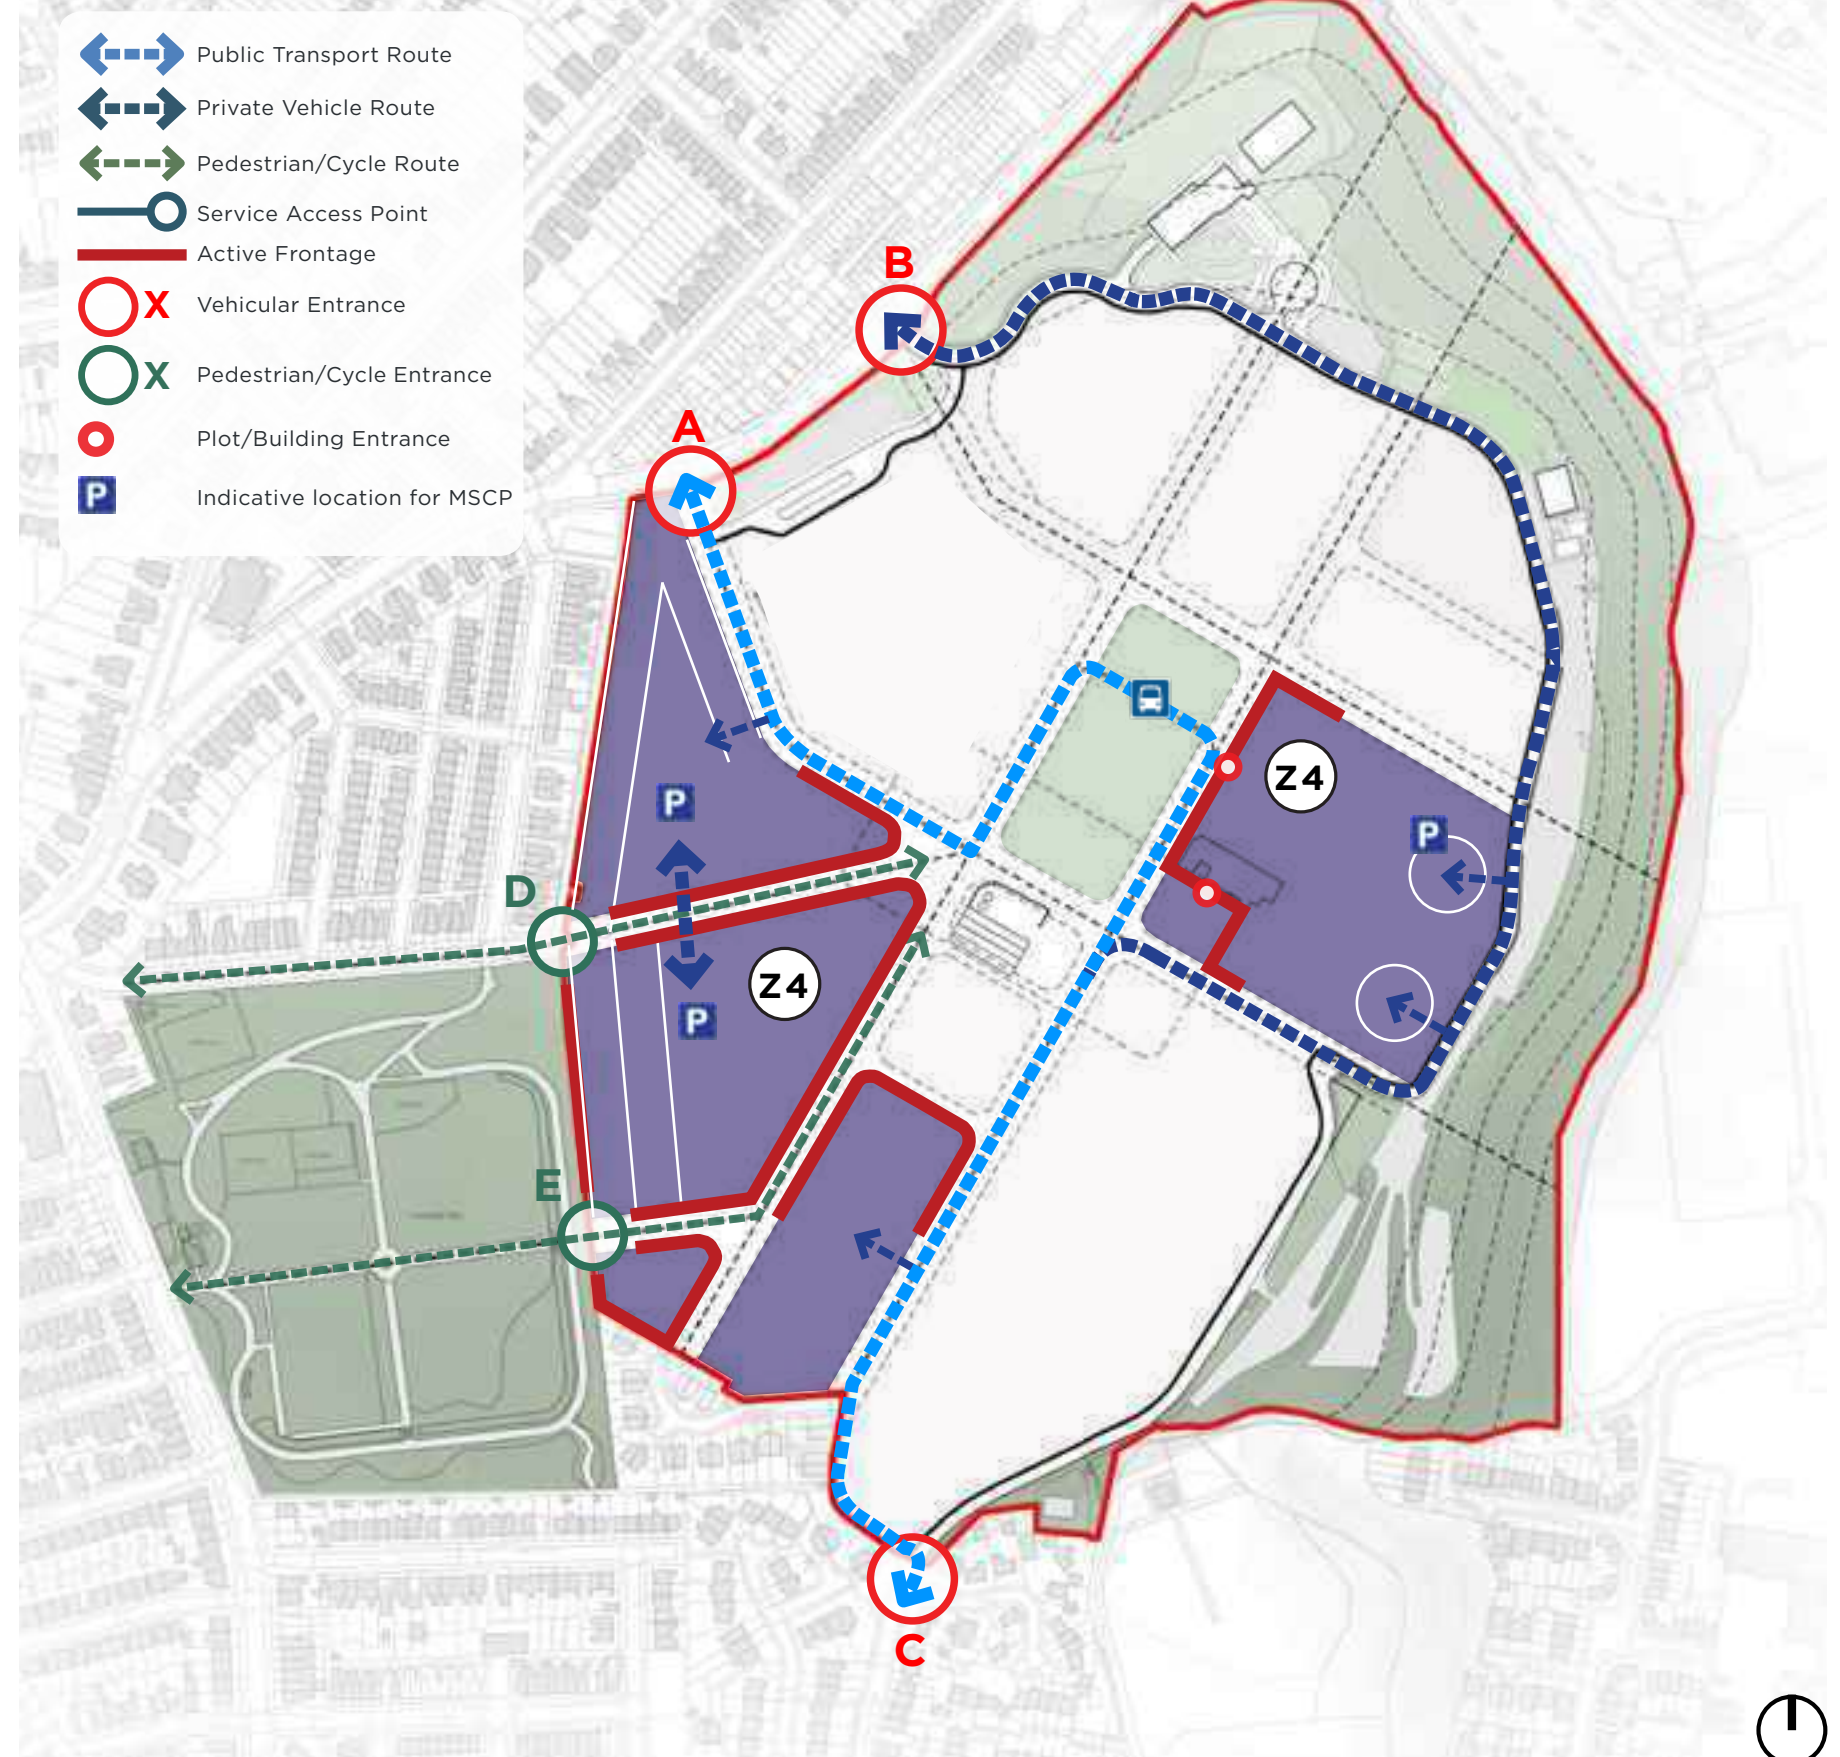 Public Transport Route
Private Vehicle Route
Pedestrian/Cycle Route
Service Access Point
Active Frontage
X Vehicular Entrance
X Pedestrian/Cycle Entrance
Plot/Building Entrance
P Indicative location for MSCP
B
A
Z4
P
P
D
Z4
P
E
C